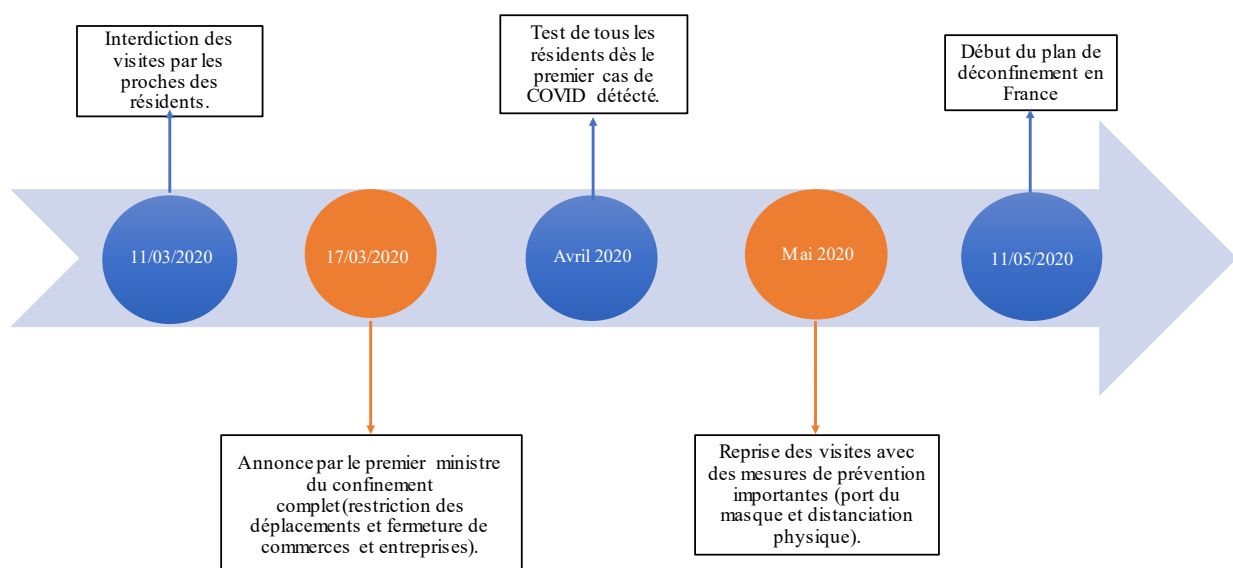 Interdiction des
visites par les
proches des
résidents.
Test de tous les
résidents dès le
premier cas de
COVID détécté.
Début du plan de
déconfinement en
France
11/03/2020
17/03/2020
Avril 2020
Mai 2020
11/05/2020
Annonce par le premier ministre
du confinement
complet(restriction des
déplacements et fermeture de
commerces et entreprises).
Reprise des visites avec
des mesures de prévention
importantes (port du
masque et distanciation
physique).